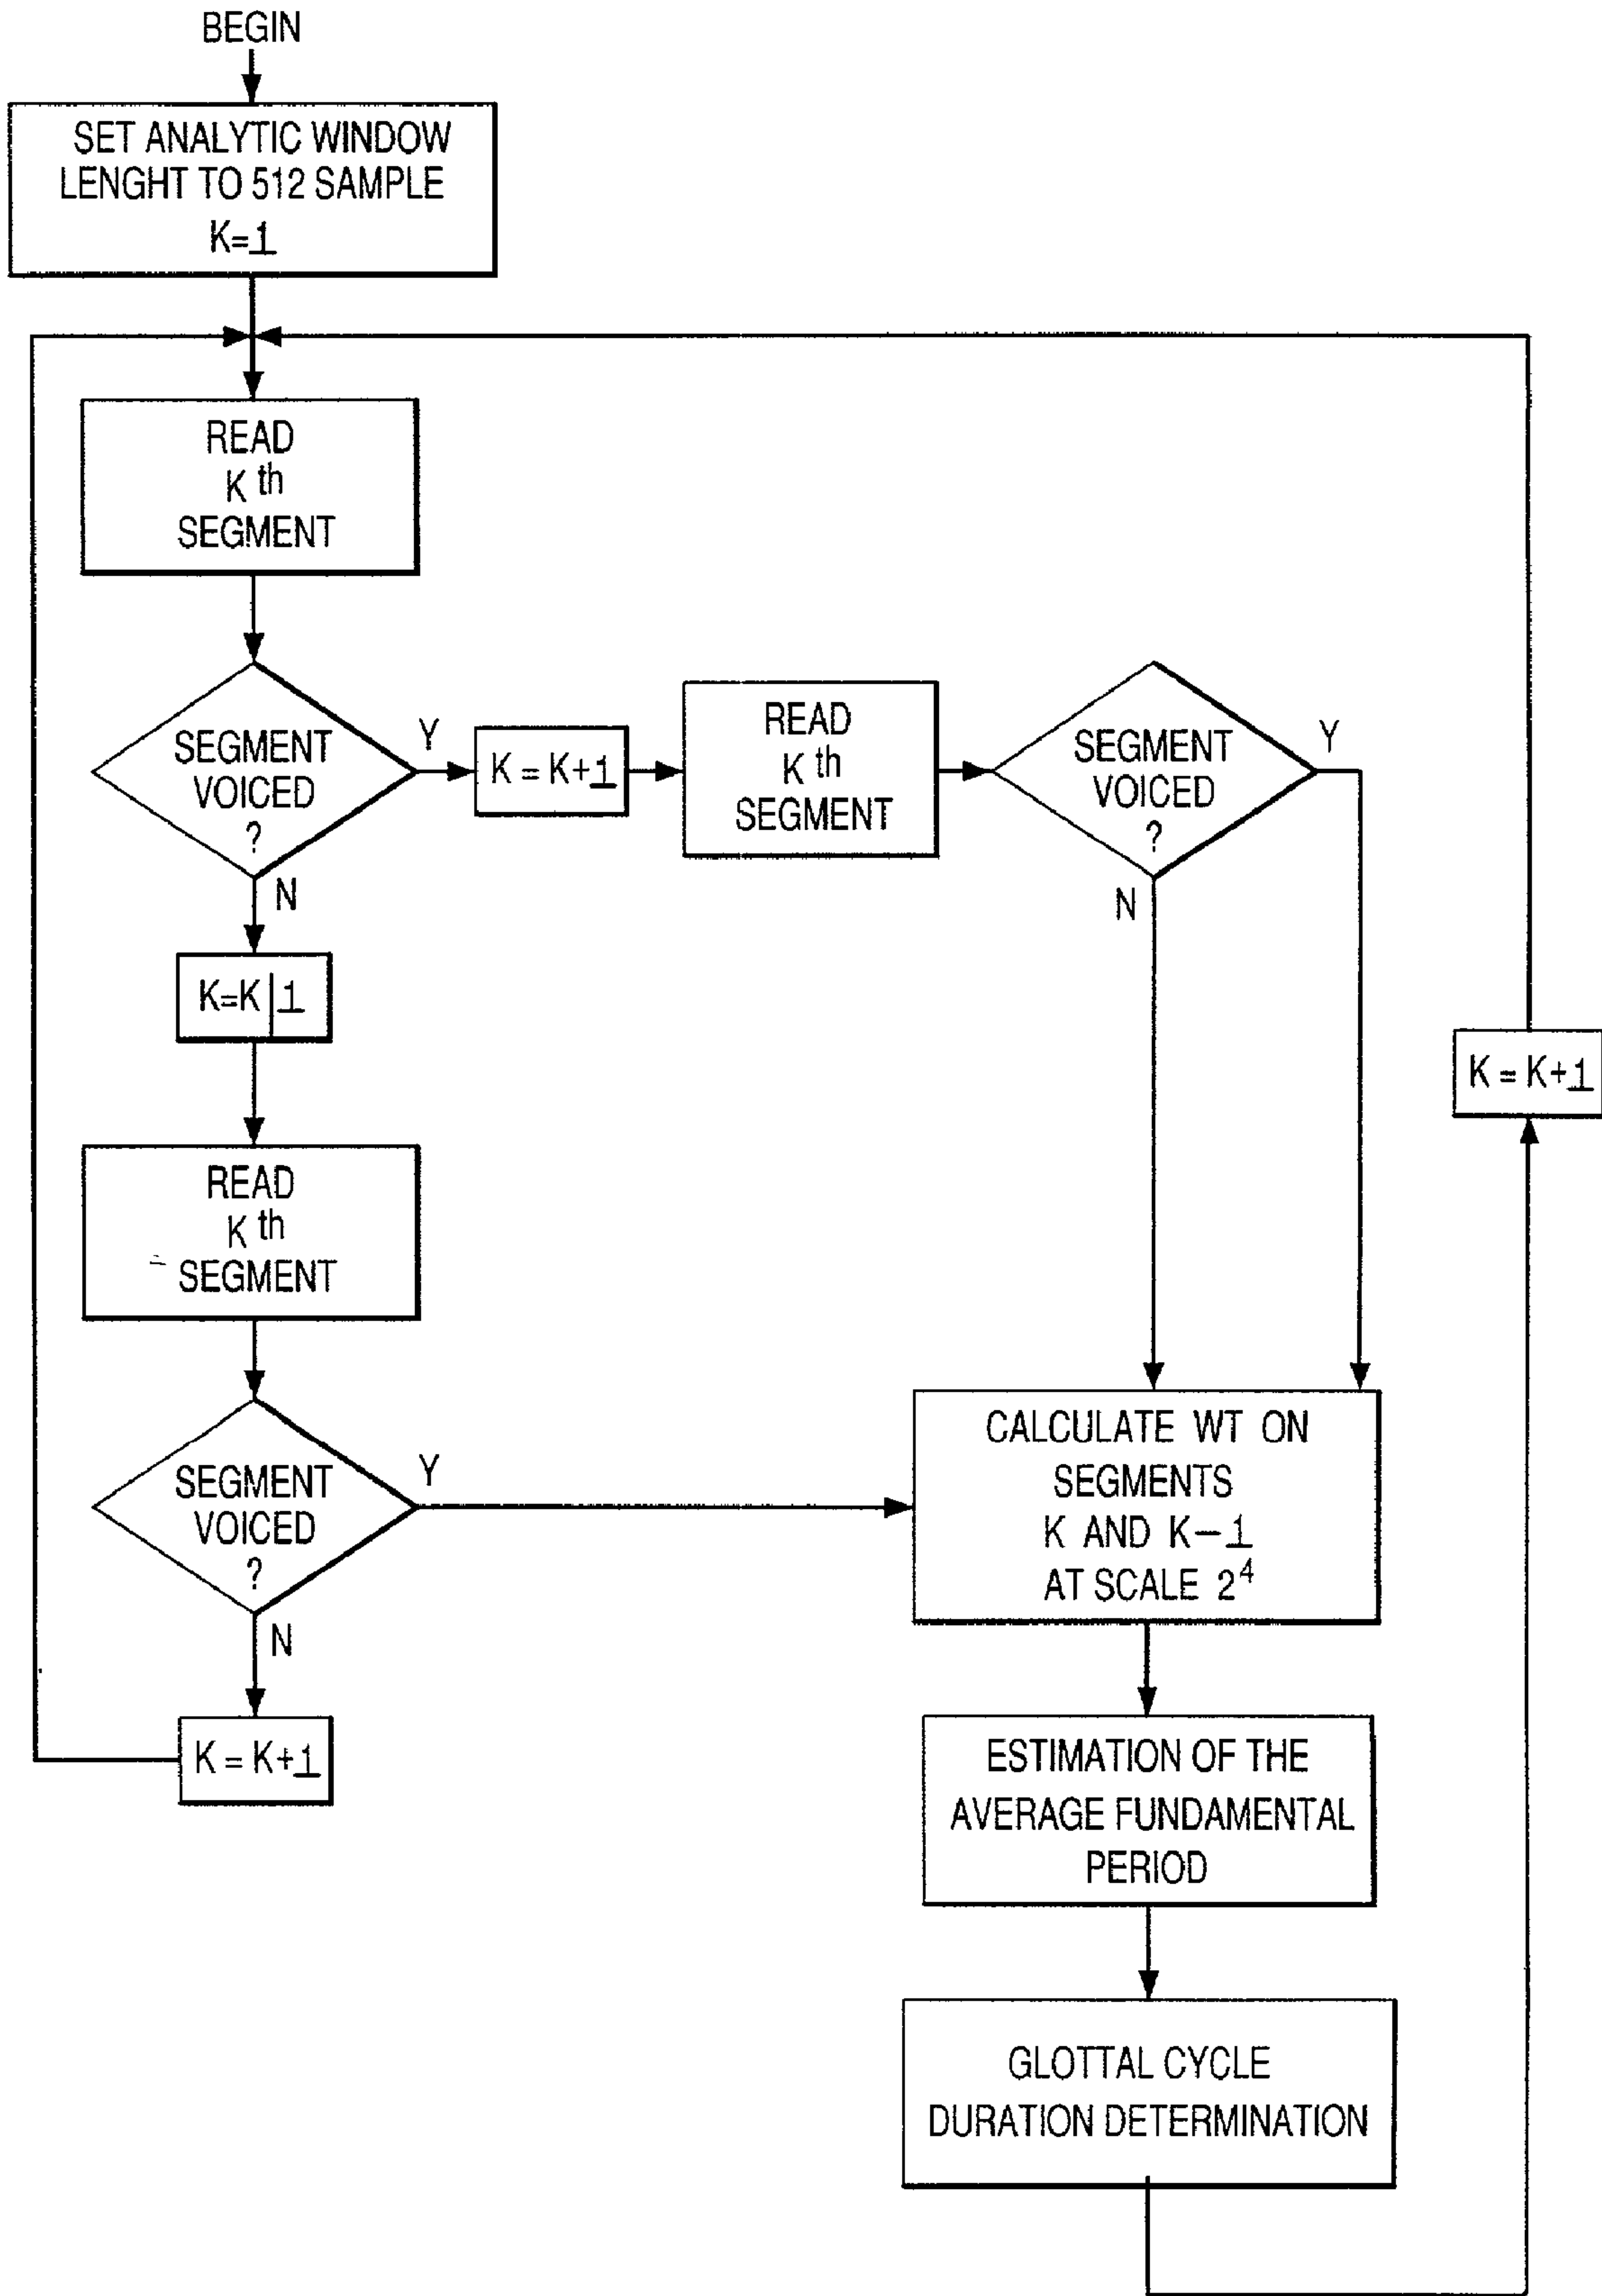 BEGIN
SET ANALYTIC WINDOW
LENGHT TO 512 SAMPLE
K=1
READ
K th
SEGMENT
SEGMENT
VOICED
?
Y
N
K = K+1
READ
K th
SEGMENT
SEGMENT
VOICED
?
Y
N
K=K|1
READ
K th
SEGMENT
SEGMENT
VOICED
?
Y
N
K = K+1
CALCULATE WT ON
SEGMENTS
K AND K–1
AT SCALE 2⁴
ESTIMATION OF THE
AVERAGE FUNDAMENTAL
PERIOD
GLOTTAL CYCLE
DURATION DETERMINATION
K = K+1